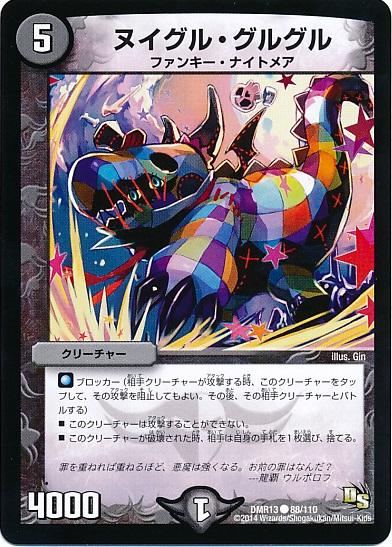 5
ヌイグル・グルグル
ファンキー・ナイトメア
クリーチャー
illus. Gin
ブロッカー(相手クリーチャーが攻撃する時、このクリーチャーをタップして、その攻撃を阻止してもよい。その後、その相手クリーチャーとバトルする)
■ このクリーチャーは攻撃することができない。
■ このクリーチャーが破壊された時、相手は自身の手札を1枚選び、捨てる。
罪を重ねれば重ねるほど、悪魔は強くなる。お前の罪はなんだ?
---龍覇 ウルボロフ
4000
1
DS
DMR13 ● 88/110
©2014 Wizards/Shogakukan/Mitsui-Kids